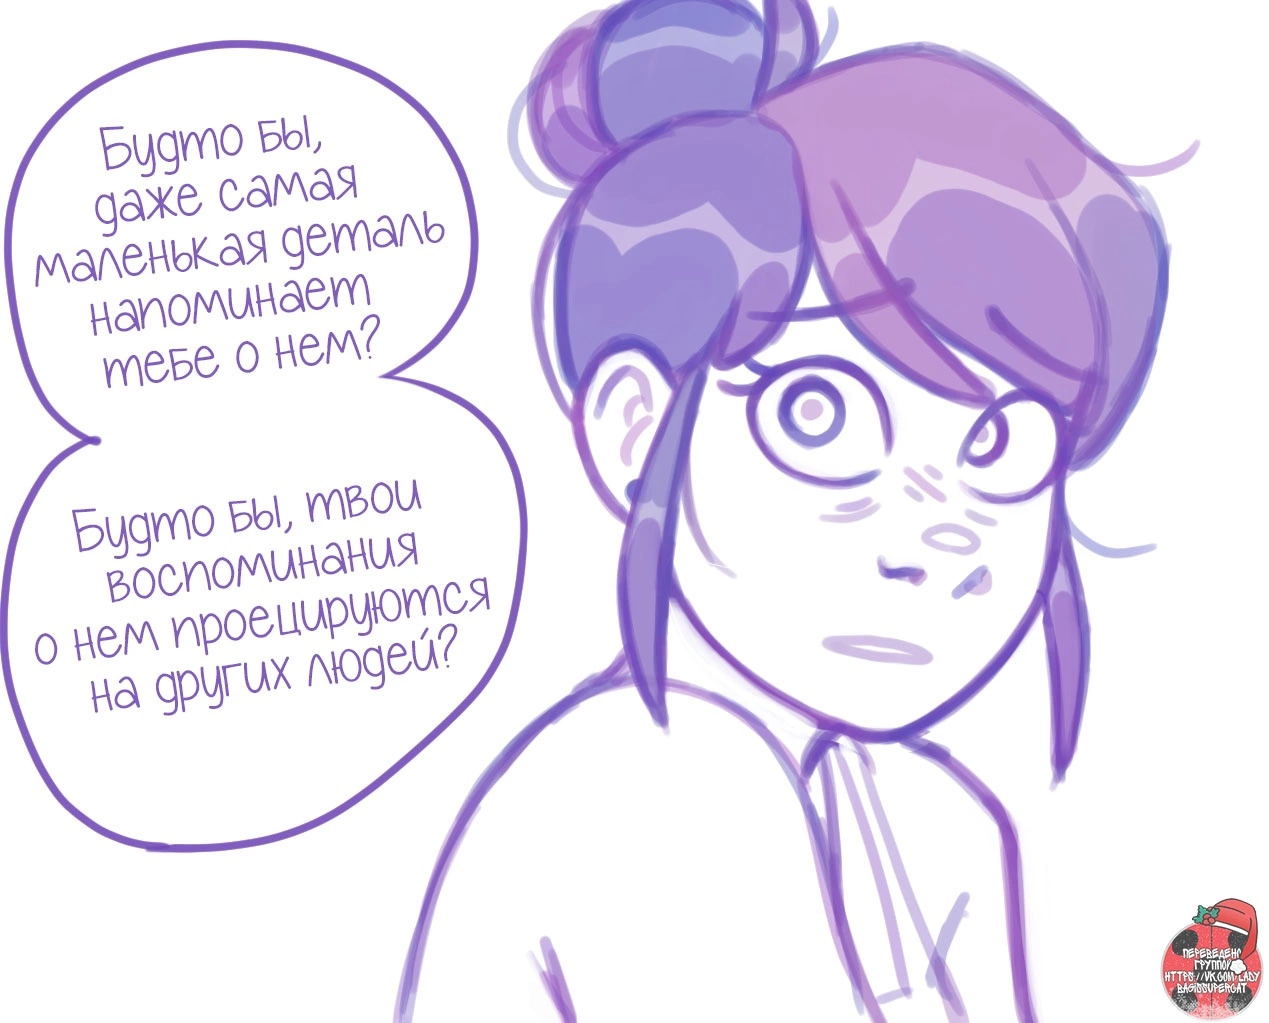 Будто бы,
даже самая
маленькая деталь
напоминает
тебе о нем?
Будто бы, твои
воспоминания
о нем проецируются
на других людей?
ПЕРЕВЕДЕНО
ГРУППОЙ
HTTPS://VK.COM/LADY
BAGISSUPERCAT